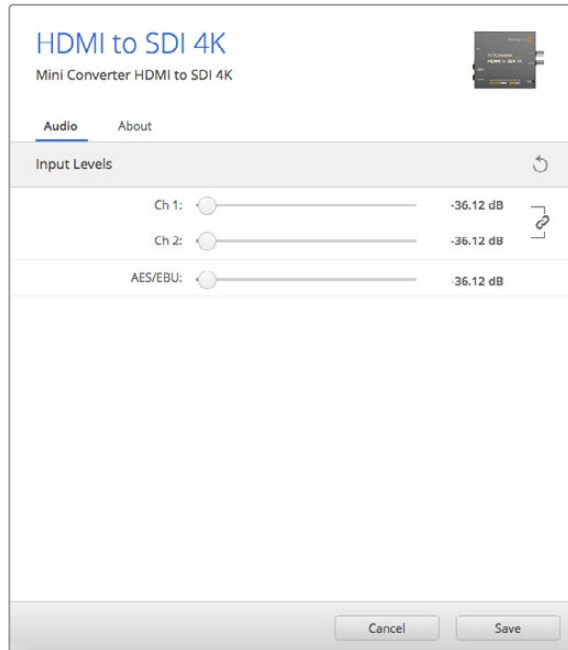 HDMI to SDI 4K
Mini Converter HDMI to SDI 4K
Audio About
Input Levels
Ch 1: -36.12 dB
Ch 2: -36.12 dB
AES/EBU: -36.12 dB
Cancel Save